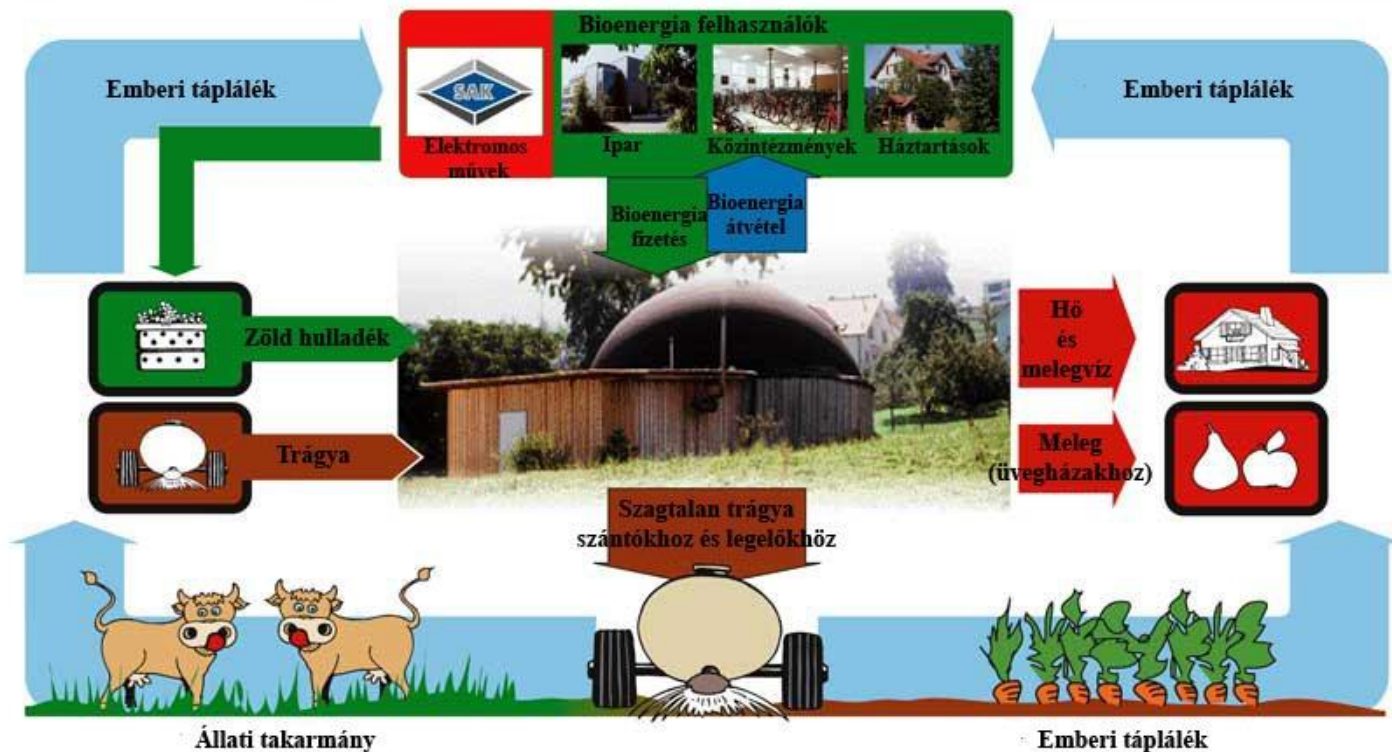 Bioenergia felhasználók
Emberi táplálék
SAK
Emberi táplálék
Elektromos
művek
Ipar
Közintézmények
Háztartások
Bioenergia
fizetés
Bioenergia
átvétel
Zöld hulladék
Hő
és
melegvíz
Trágya
Meleg
(üvegházakhoz)
Szagtalan trágya
szántókhoz és legelőkhöz
Állati takarmány
Emberi táplálék